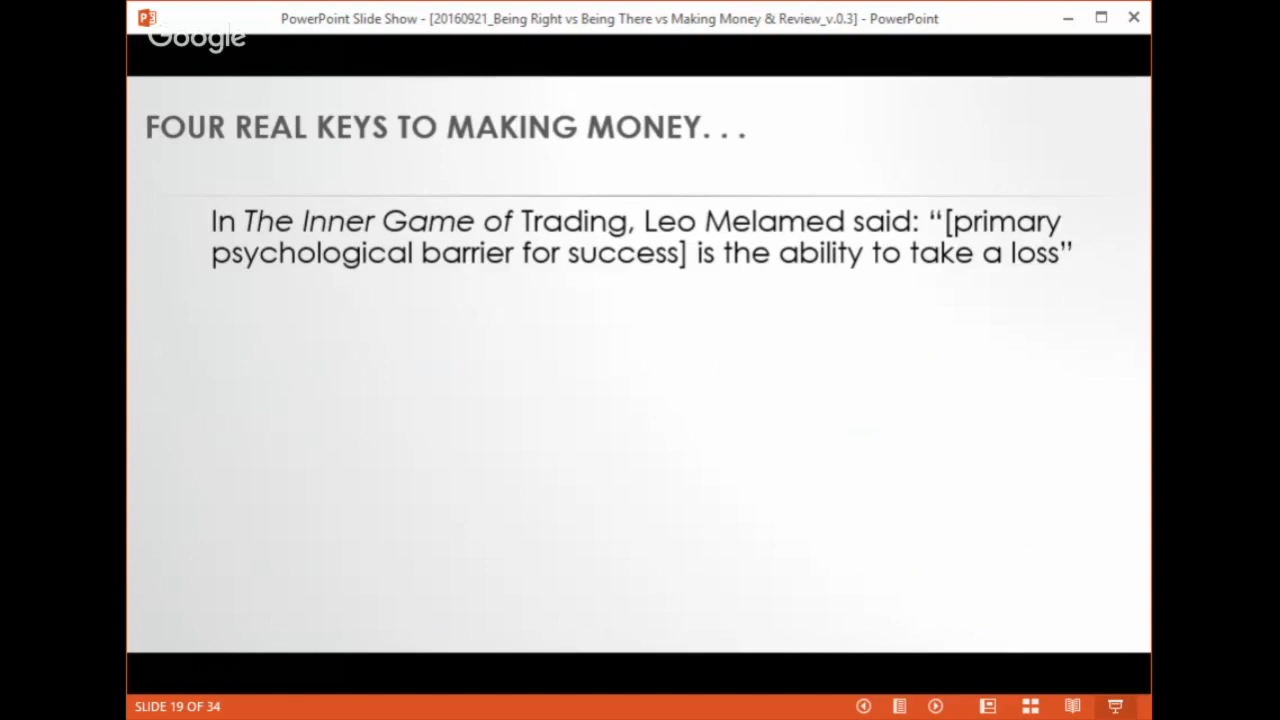 PowerPoint Slide Show - [20160921_Being Right vs Being There vs Making Money & Review_v.0.3] - PowerPoint
Google
FOUR REAL KEYS TO MAKING MONEY. . .
In The Inner Game of Trading, Leo Melamed said: “[primary
psychological barrier for success] is the ability to take a loss”
SLIDE 19 OF 34